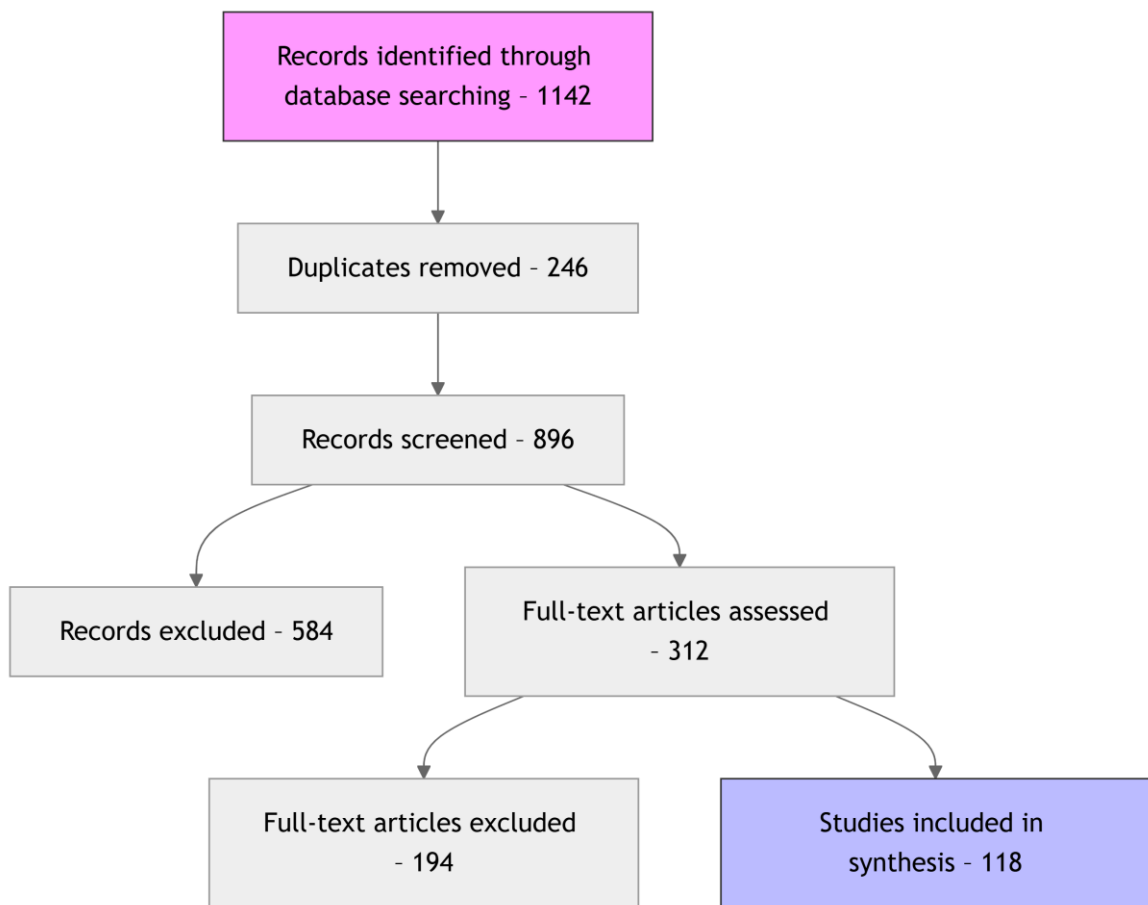 Records identified through
database searching – 1142
Duplicates removed – 246
Records screened – 896
Records excluded – 584
Full-text articles assessed
– 312
Full-text articles excluded
– 194
Studies included in
synthesis – 118